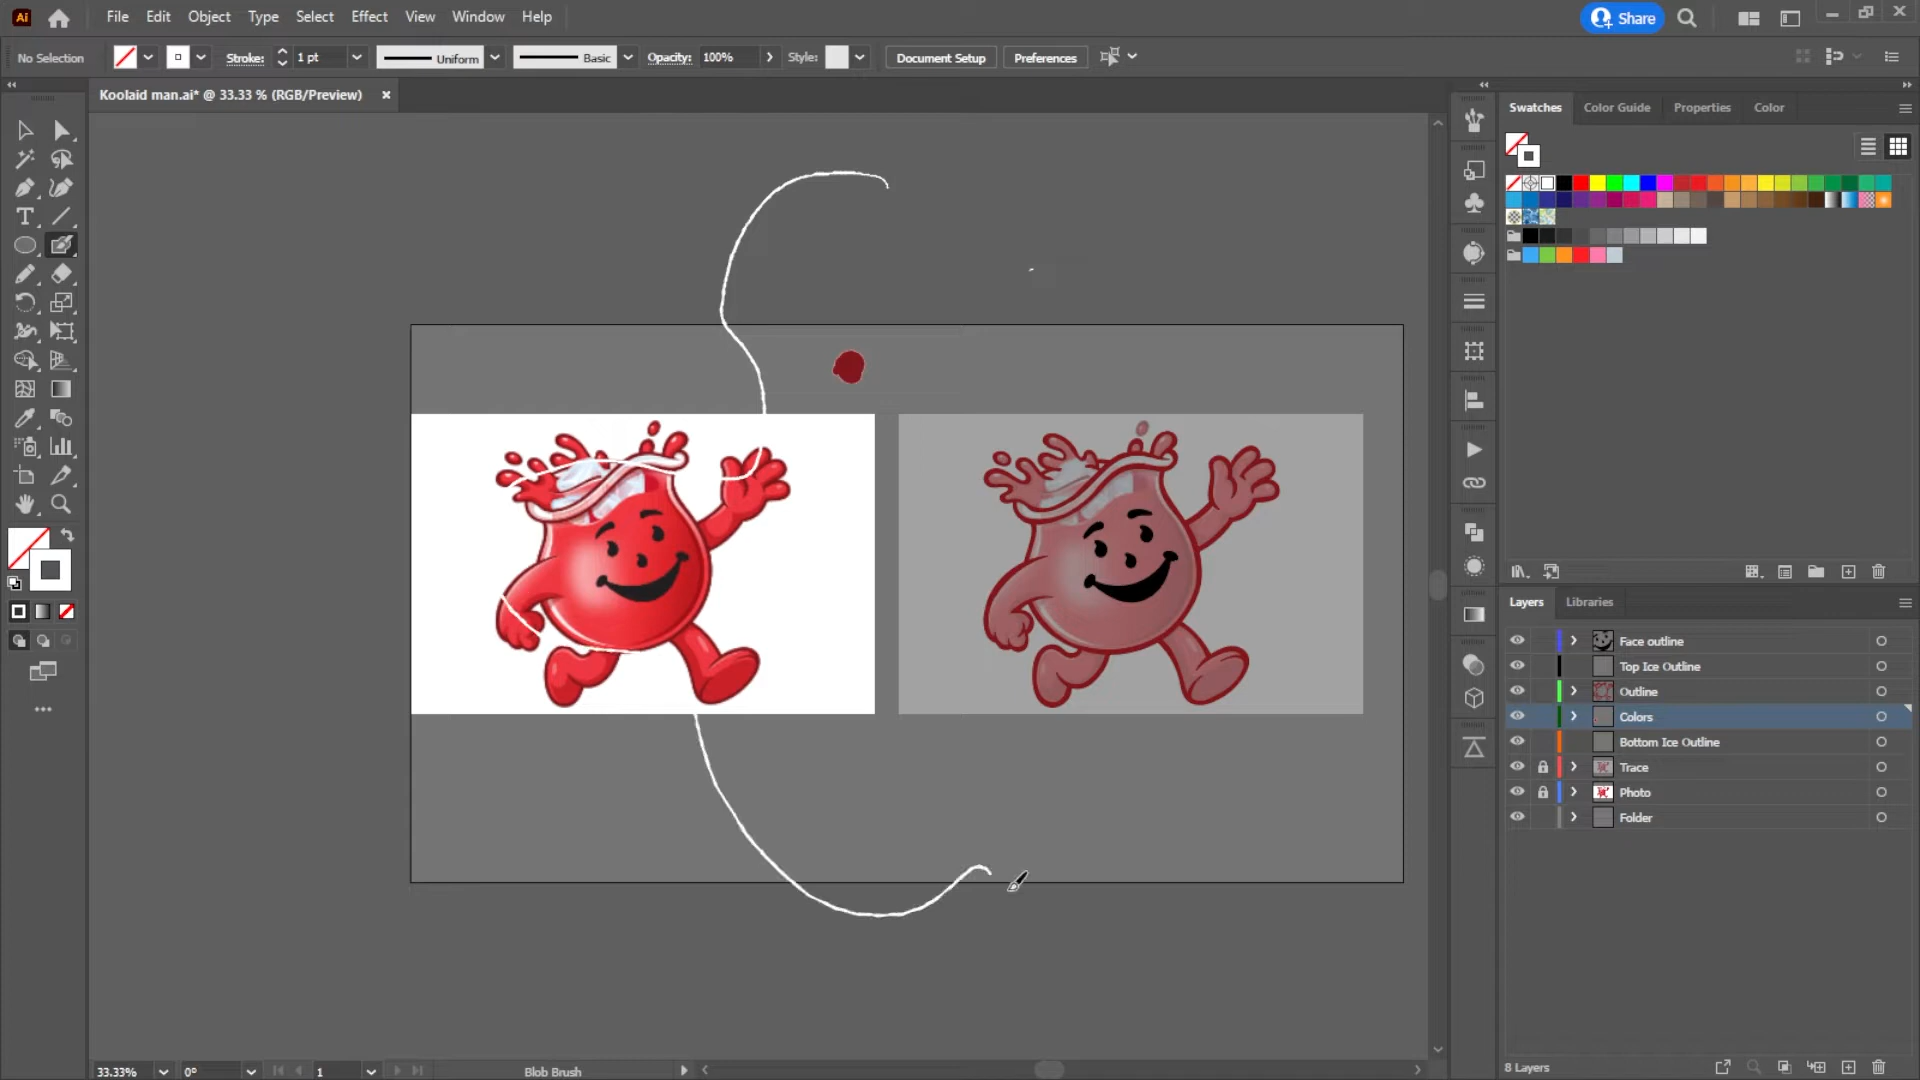 Ai File Edit Object Type Select Effect View Window Help Share
No Selection Stroke: 1 pt Uniform Basic Opacity: 100% Style: Document Setup Preferences
Koolaid man.ai* @ 33.33 % (RGB/Preview)
Swatches Color Guide Properties Color
Layers Libraries
Face outline
Top Ice Outline
Outline
Colors
Bottom Ice Outline
Trace
Photo
Folder
8 Layers
33.33% 0° 1 Blob Brush